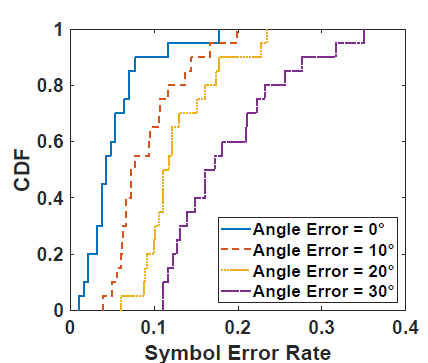 1
0.8
0.6
0.4
0.2
0
CDF
Angle Error = 0°
Angle Error = 10°
Angle Error = 20°
Angle Error = 30°
0 0.1 0.2 0.3 0.4
Symbol Error Rate